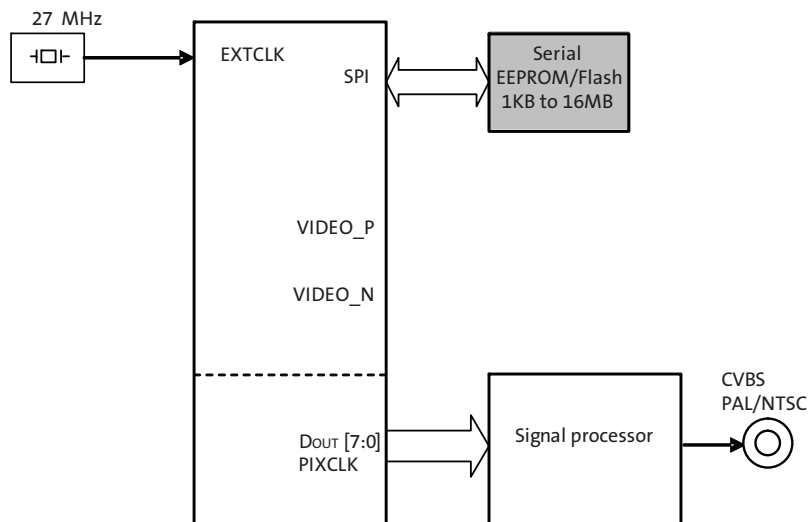 27 MHz
EXTCLK
SPI
Serial
EEPROM/Flash
1KB to 16MB
VIDEO_P
VIDEO_N
DOUT [7:0]
PIXCLK
Signal processor
CVBS
PAL/NTSC